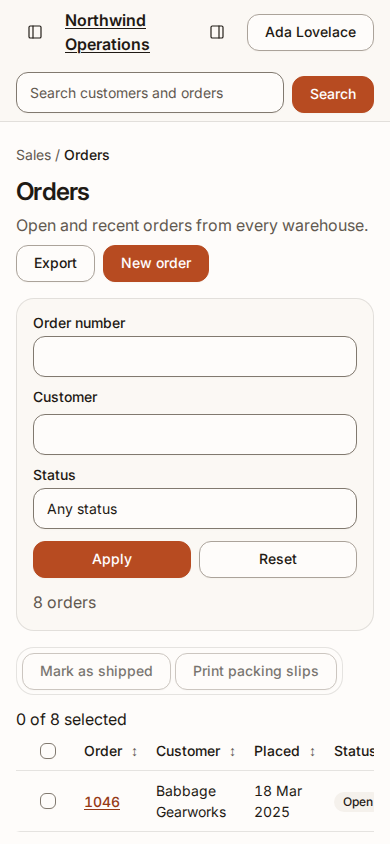 Northwind
Operations
Ada Lovelace
Search customers and orders
Search
Sales / Orders
Orders
Open and recent orders from every warehouse.
Export
New order
Order number
Customer
Status
Any status
Apply
Reset
8 orders
Mark as shipped
Print packing slips
0 of 8 selected
Order ↕ Customer ↕ Placed ↕ Status
1046
Babbage
Gearworks
18 Mar
2025
Open